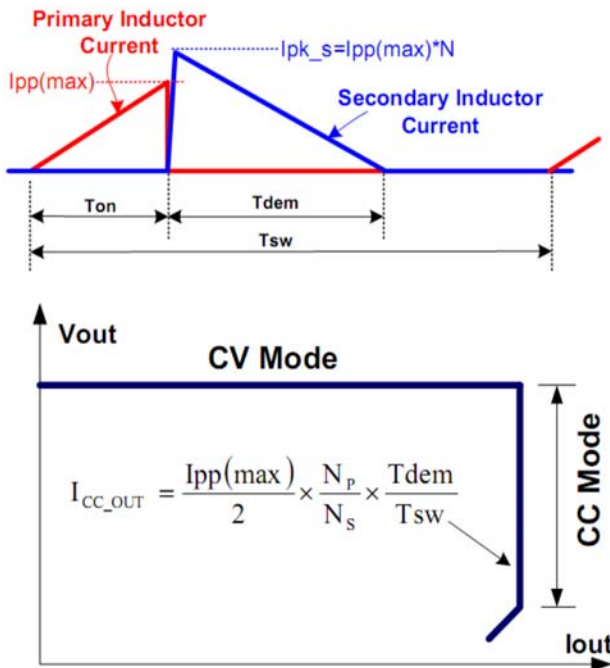 Primary Inductor
Current
Ipk_s=Ipp(max)*N
Ipp(max)
Secondary Inductor
Current
Ton
Tdem
Tsw
Vout
CV Mode
I_CC_OUT = Ipp(max)/2 × N_P/N_S × Tdem/Tsw
CC Mode
Iout